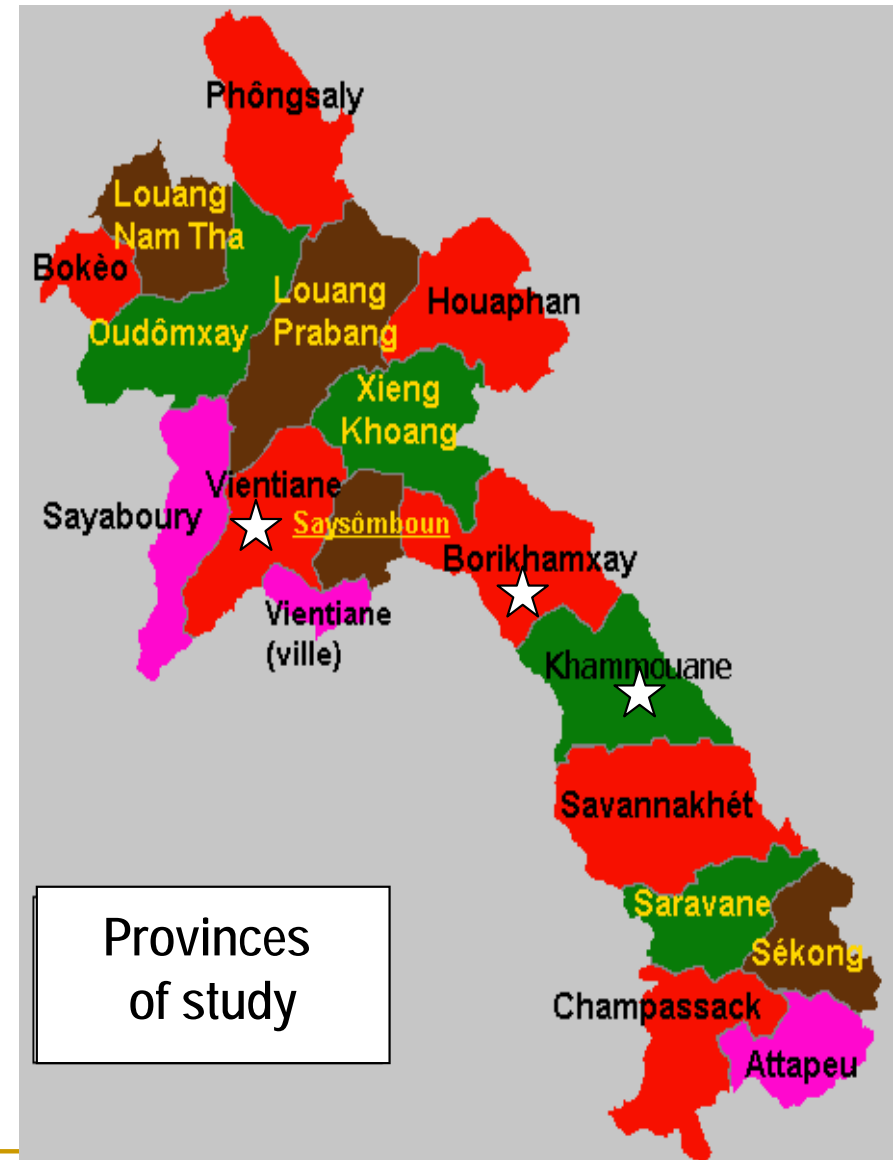 Phôngsaly
Louang
Nam Tha
Bokèo
Louang
Prabang
Houaphan
Oudômxay
Xieng
Khoang
Vientiane
Sayaboury
Saysômboun
Borikhamxay
Vientiane
(ville)
Khammouane
Savannakhét
Saravane
Sékong
Champassack
Attapeu
Provinces
of study